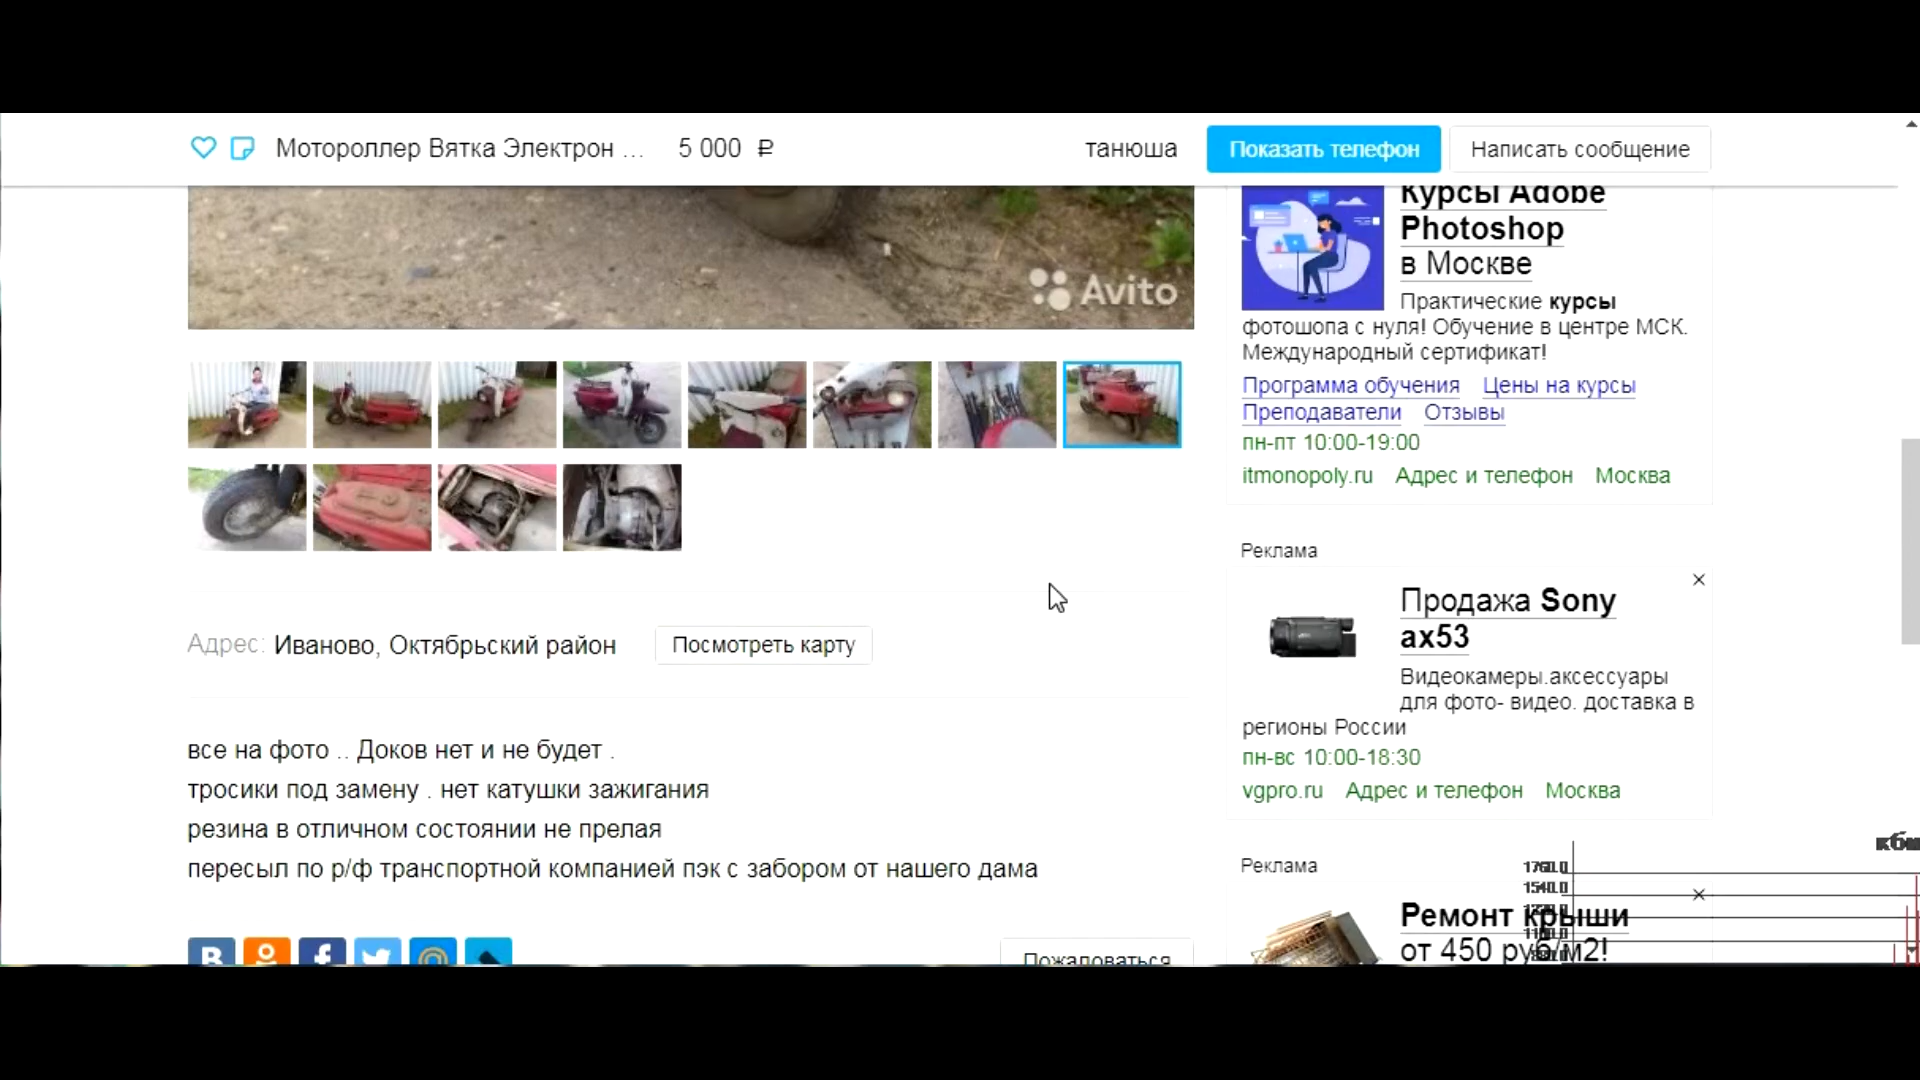 Мотороллер Вятка Электрон ... 5 000 ₽
танюша
Показать телефон
Написать сообщение
Avito
Курсы Adobe
Photoshop
в Москве
Практические курсы
фотошопа с нуля! Обучение в центре МСК.
Международный сертификат!
Программа обучения Цены на курсы
Преподаватели Отзывы
пн-пт 10:00-19:00
itmonopoly.ru Адрес и телефон Москва
Реклама
Продажа Sony
ax53
Видеокамеры.аксессуары
для фото- видео. доставка в
регионы России
пн-вс 10:00-18:30
vgpro.ru Адрес и телефон Москва
Адрес: Иваново, Октябрьский район
Посмотреть карту
все на фото .. Доков нет и не будет .
тросики под замену . нет катушки зажигания
резина в отличном состоянии не прелая
пересыл по р/ф транспортной компанией пэк с забором от нашего дама
Пожаловаться
Реклама
Ремонт крыши
от 450 руб/м2!